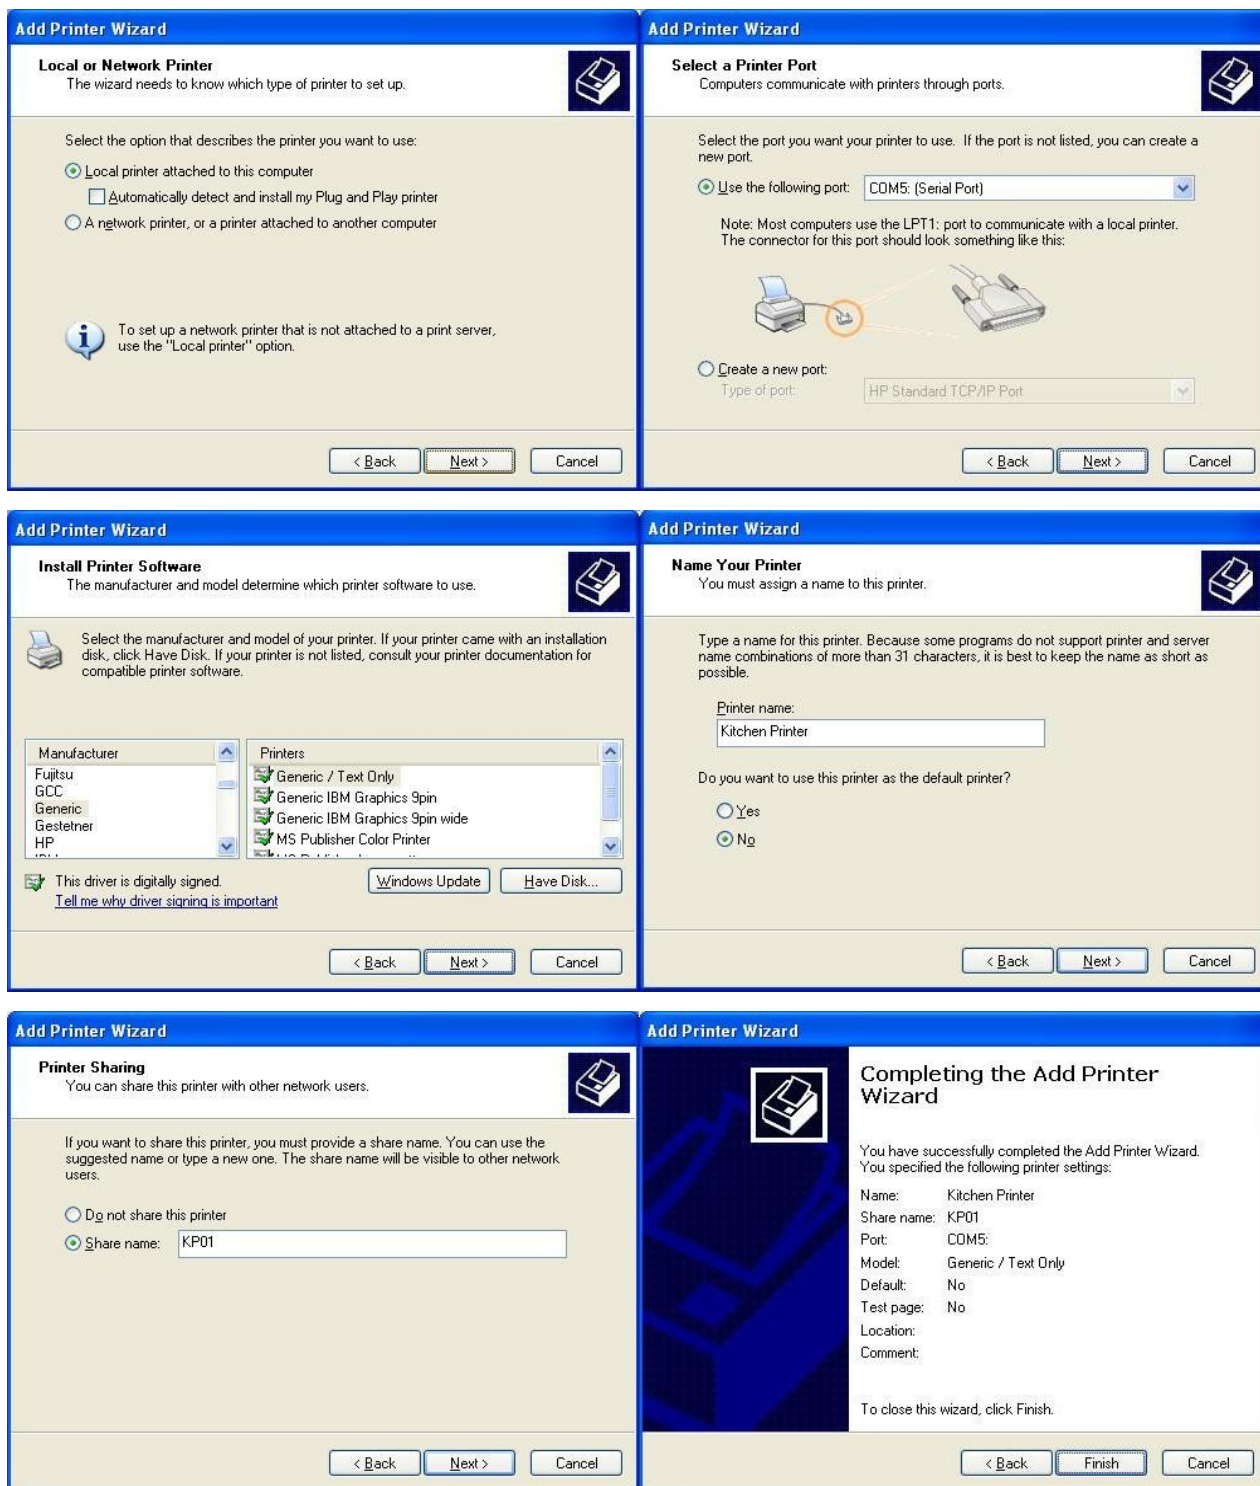 Add Printer Wizard
Local or Network Printer
The wizard needs to know which type of printer to set up.
Select the option that describes the printer you want to use:
Local printer attached to this computer
Automatically detect and install my Plug and Play printer
A network printer, or a printer attached to another computer
i
To set up a network printer that is not attached to a print server,
use the "Local printer" option.
< Back
Next >
Cancel
Add Printer Wizard
Select a Printer Port
Computers communicate with printers through ports.
Select the port you want your printer to use. If the port is not listed, you can create a
new port.
Use the following port: COM5: (Serial Port)
Note: Most computers use the LPT1: port to communicate with a local printer.
The connector for this port should look something like this:
Create a new port:
Type of port: HP Standard TCP/IP Port
< Back
Next >
Cancel
Add Printer Wizard
Install Printer Software
The manufacturer and model determine which printer software to use.
Select the manufacturer and model of your printer. If your printer came with an installation
disk, click Have Disk. If your printer is not listed, consult your printer documentation for
compatible printer software.
Manufacturer
Fujitsu
GCC
Generic
Gestetner
HP
Printers
Generic / Text Only
Generic IBM Graphics 9pin
Generic IBM Graphics 9pin wide
MS Publisher Color Printer
This driver is digitally signed.
Tell me why driver signing is important
Windows Update
Have Disk...
< Back
Next >
Cancel
Add Printer Wizard
Name Your Printer
You must assign a name to this printer.
Type a name for this printer. Because some programs do not support printer and server
name combinations of more than 31 characters, it is best to keep the name as short as
possible.
Printer name:
Kitchen Printer
Do you want to use this printer as the default printer?
Yes
No
< Back
Next >
Cancel
Add Printer Wizard
Printer Sharing
You can share this printer with other network users.
If you want to share this printer, you must provide a share name. You can use the
suggested name or type a new one. The share name will be visible to other network
users.
Do not share this printer
Share name: KP01
< Back
Next >
Cancel
Add Printer Wizard
Completing the Add Printer
Wizard
You have successfully completed the Add Printer Wizard.
You specified the following printer settings:
Name: Kitchen Printer
Share name: KP01
Port: COM5:
Model: Generic / Text Only
Default: No
Test page: No
Location:
Comment:
To close this wizard, click Finish.
< Back
Finish
Cancel